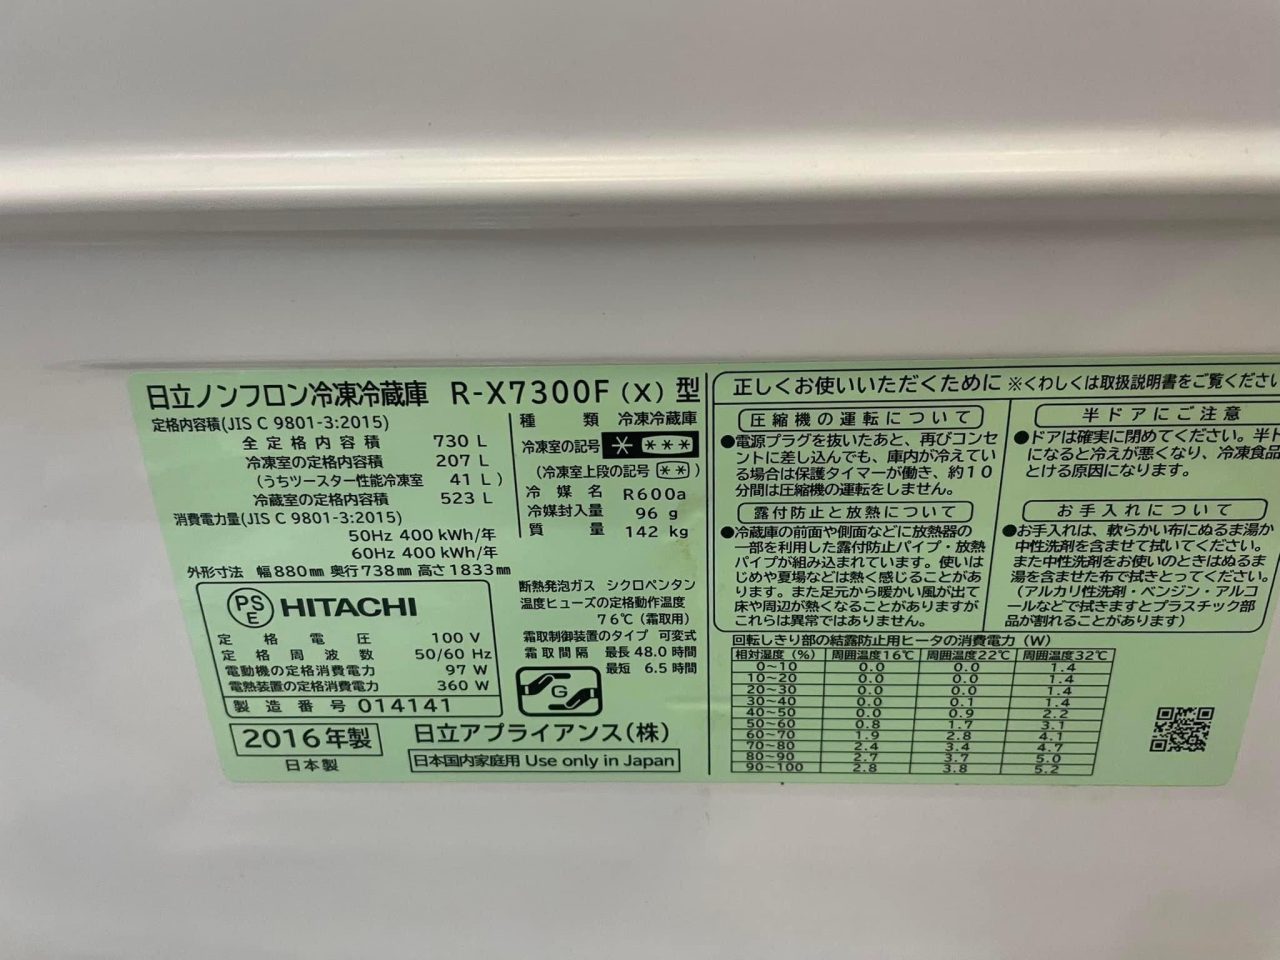 日立ノンフロン冷凍冷蔵庫 R-X7300F(X)型
定格内容積(JIS C 9801-3:2015)
全定格内容積 730 L
冷凍室の定格内容積 207 L
(うちツースター性能冷凍室 41 L)
冷蔵室の定格内容積 523 L
消費電力量(JIS C 9801-3:2015)
50Hz 400 kWh/年
60Hz 400 kWh/年
外形寸法 幅880mm 奥行738mm 高さ1833mm
種類 冷凍冷蔵庫
冷凍室の記号 * ***
(冷凍室上段の記号 **)
冷媒名 R600a
冷媒封入量 96 g
質量 142 kg
PSE HITACHI
定格電圧 100 V
定格周波数 50/60 Hz
電動機の定格消費電力 97 W
電熱装置の定格消費電力 360 W
製造番号 014141
2016年製
日本製
断熱発泡ガス シクロペンタン
温度ヒューズの定格動作温度
76℃(霜取用)
霜取制御装置のタイプ 可変式
霜取間隔 最長 48.0 時間
最短 6.5 時間
G
日立アプライアンス(株)
日本国内家庭用 Use only in Japan
正しくお使いいただくために ※くわしくは取扱説明書をご覧ください
圧縮機の運転について
●電源プラグを抜いたあと、再びコンセ
ントに差し込んでも、庫内が冷えてい
る場合は保護タイマーが働き、約10
分間は圧縮機の運転をしません。
露付防止と放熱について
●冷蔵庫の前面や側面などに放熱器の
一部を利用した露付防止パイプ・放熱
パイプが組み込まれています。使いは
じめや夏場などは熱く感じることがあ
ります。また足元から暖かい風が出て
床や周辺が熱くなることがありますが
これらは異常ではありません。
半ドアにご注意
●ドアは確実に閉めてください。半ド
になると冷えが悪くなり、冷凍食品
とける原因になります。
お手入れについて
●お手入れは、軟らかい布にぬるま湯か
中性洗剤を含ませて拭いてください。
また中性洗剤をお使いのときはぬるま
湯を含ませた布で拭きとってください。
(アルカリ性洗剤・ベンジン・アルコ
ールなどで拭きますとプラスチック部
品が割れることがあります)
回転しきり部の結露防止用ヒータの消費電力(W)
相対湿度(%) 周囲温度16℃ 周囲温度22℃ 周囲温度32℃
0~10 0.0 0.0 1.4
10~20 0.0 0.0 1.4
20~30 0.0 0.0 1.4
30~40 0.0 0.1 1.4
40~50 0.0 0.9 2.2
50~60 0.8 1.7 3.1
60~70 1.9 2.8 4.1
70~80 2.4 3.4 4.7
80~90 2.7 3.7 5.0
90~100 2.8 3.8 5.2